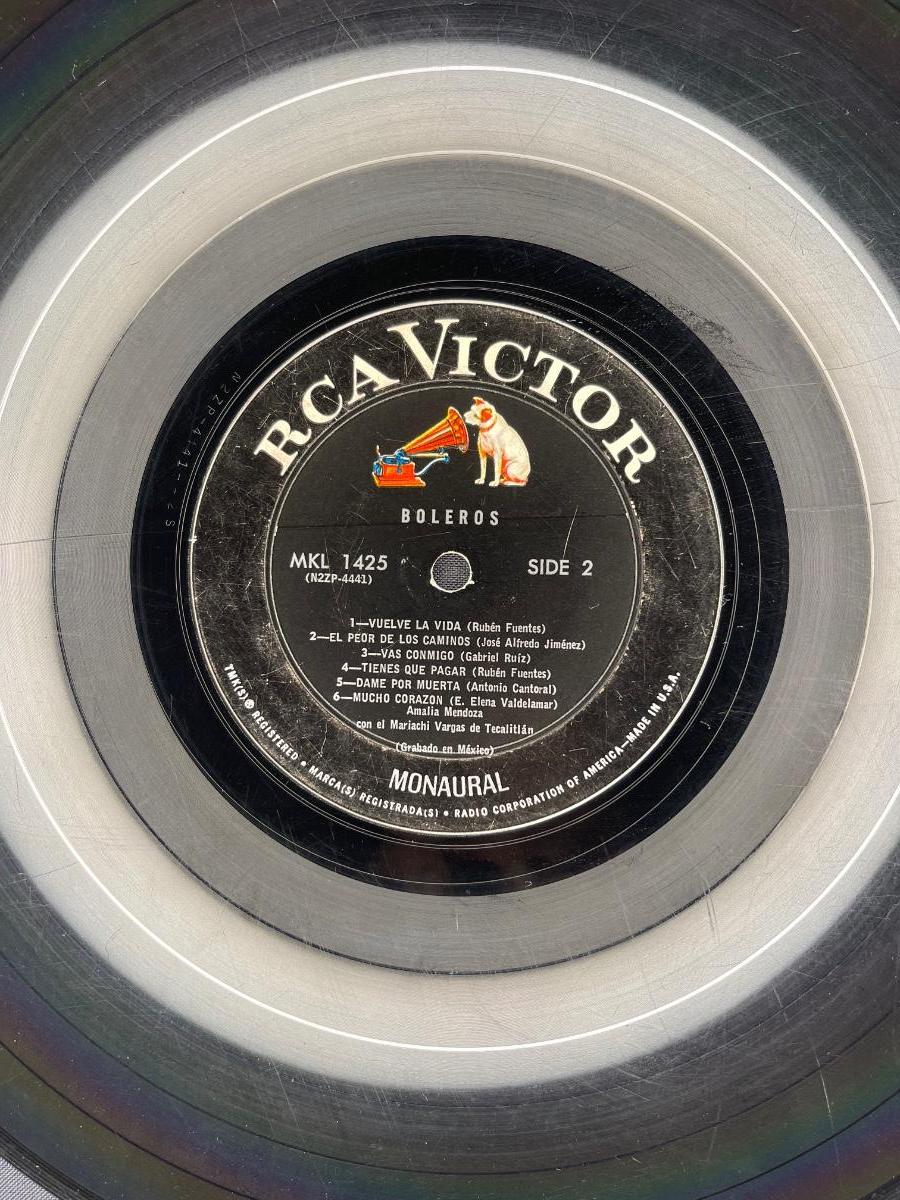 RCA VICTOR
BOLEROS
MKL 1425
(N2ZP-4441)
SIDE 2
1—VUELVE LA VIDA (Rubén Fuentes)
2—EL PEOR DE LOS CAMINOS (José Alfredo Jiménez)
3—VAS CONMIGO (Gabriel Ruíz)
4—TIENES QUE PAGAR (Rubén Fuentes)
5—DAME POR MUERTA (Antonio Cantoral)
6—MUCHO CORAZON (E. Elena Valdelamar)
Amalia Mendoza
con el Mariachi Vargas de Tecalitlán
(Grabado en México)
MONAURAL
TMK(S) ® REGISTERED • MARCA(S) REGISTRADA(S) • RADIO CORPORATION OF AMERICA—MADE IN U.S.A.